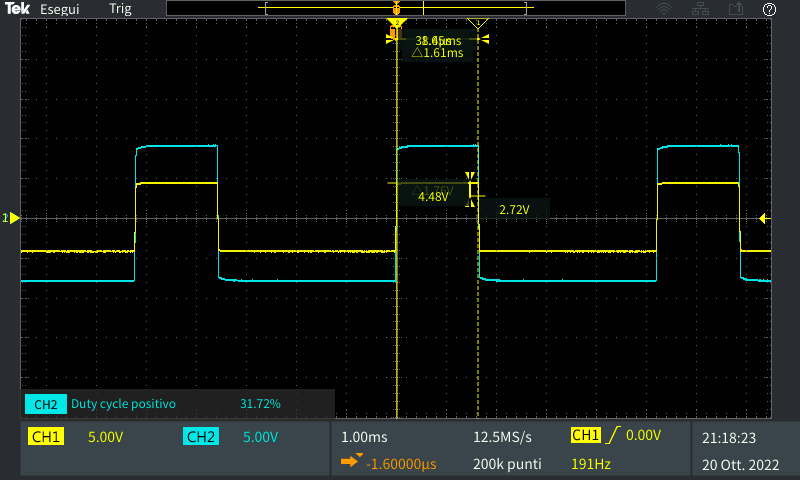 Tek Esegui Trig
2 1
△1.61ms
4.48V
2.72V
CH2 Duty cycle positivo 31.72%
CH1 5.00V CH2 5.00V 1.00ms 12.5MS/s CH1 0.00V 21:18:23
-1.60000µs 200k punti 191Hz 20 Ott. 2022